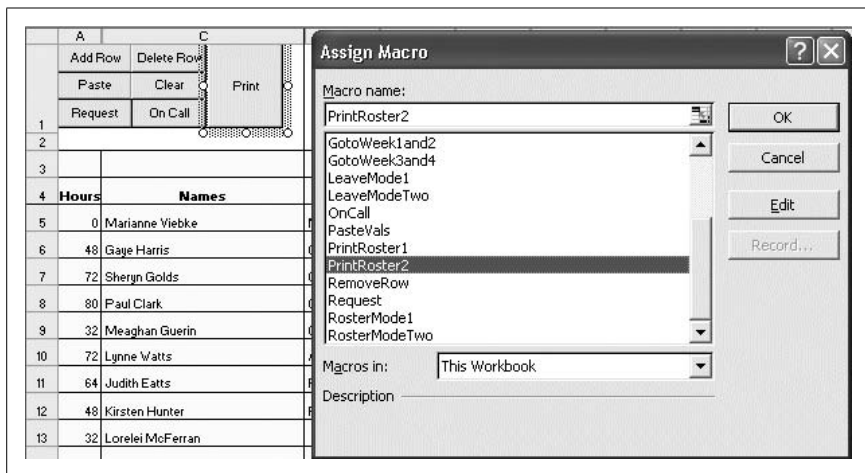 A C
Add Row Delete Row
Paste Clear Print
Request On Call
1
2
3
4 Hours Names
5 0 Marianne Viebke
6 48 Gaye Harris
7 72 Sheryn Golds
8 80 Paul Clark
9 32 Meaghan Guerin
10 72 Lynne Watts
11 64 Judith Eatts
12 48 Kirsten Hunter
13 32 Lorelei McFerran
Assign Macro
Macro name:
PrintRoster2
GotoWeek1and2
GotoWeek3and4
LeaveMode1
LeaveModeTwo
OnCall
PasteVals
PrintRoster1
PrintRoster2
RemoveRow
Request
RosterMode1
RosterModeTwo
Macros in: This Workbook
Description
OK
Cancel
Edit
Record...